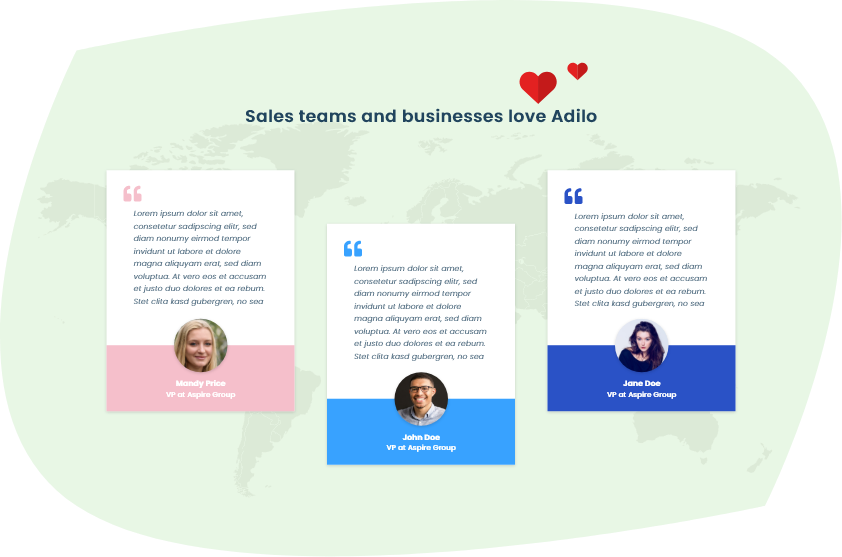 Sales teams and businesses love Adilo
Lorem ipsum dolor sit amet,
consetetur sadipscing elitr, sed
diam nonumy eirmod tempor
invidunt ut labore et dolore
magna aliquyam erat, sed diam
voluptua. At vero eos et accusam
et justo duo dolores et ea rebum.
Stet clita kasd gubergren, no sea
Mandy Price
VP at Aspire Group
Lorem ipsum dolor sit amet,
consetetur sadipscing elitr, sed
diam nonumy eirmod tempor
invidunt ut labore et dolore
magna aliquyam erat, sed diam
voluptua. At vero eos et accusam
et justo duo dolores et ea rebum.
Stet clita kasd gubergren, no sea
John Doe
VP at Aspire Group
Lorem ipsum dolor sit amet,
consetetur sadipscing elitr, sed
diam nonumy eirmod tempor
invidunt ut labore et dolore
magna aliquyam erat, sed diam
voluptua. At vero eos et accusam
et justo duo dolores et ea rebum.
Stet clita kasd gubergren, no sea
Jane Doe
VP at Aspire Group